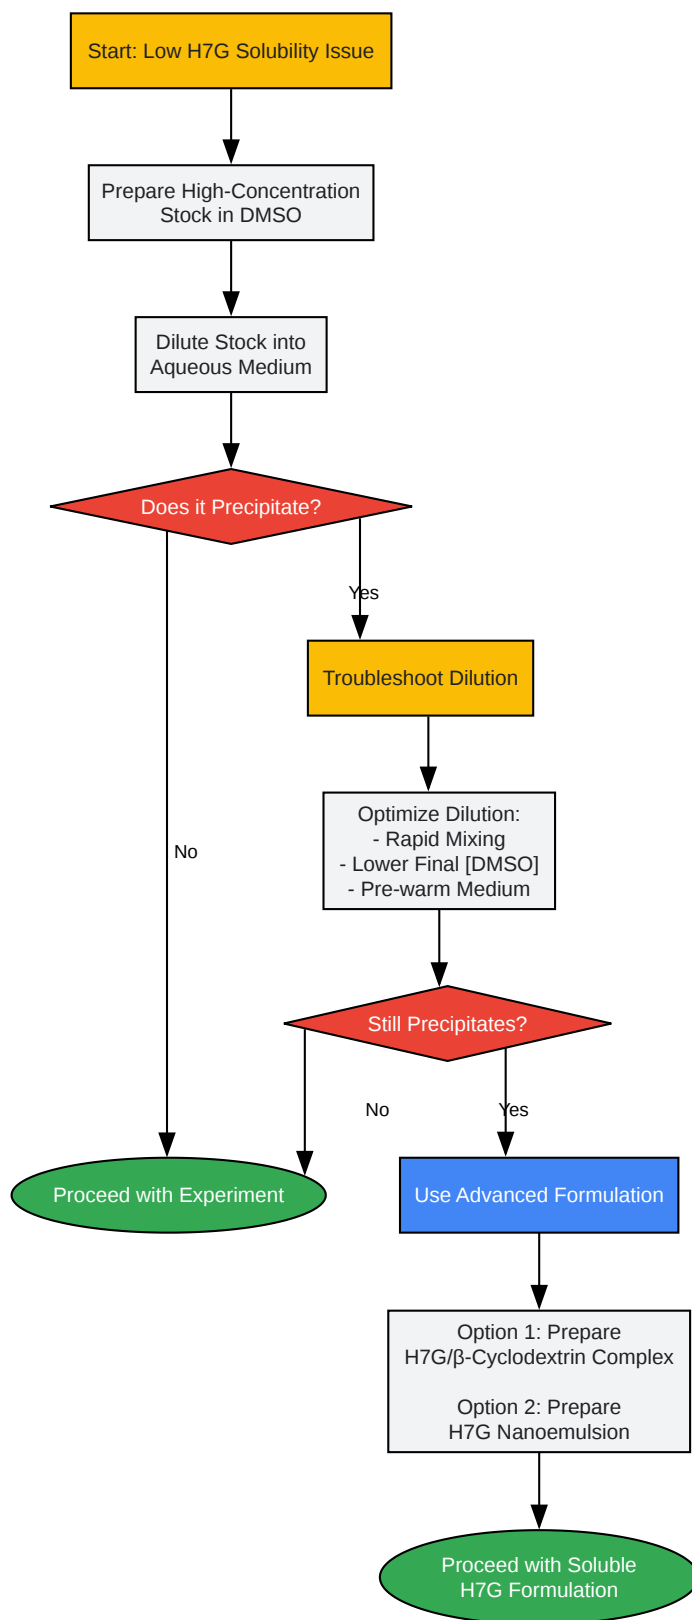 Start: Low H7G Solubility Issue
Prepare High-Concentration
Stock in DMSO
Dilute Stock into
Aqueous Medium
Does it Precipitate?
Yes
Troubleshoot Dilution
Optimize Dilution:
- Rapid Mixing
- Lower Final [DMSO]
- Pre-warm Medium
No
Still Precipitates?
No
Yes
Proceed with Experiment
Use Advanced Formulation
Option 1: Prepare
H7G/β-Cyclodextrin Complex
Option 2: Prepare
H7G Nanoemulsion
Proceed with Soluble
H7G Formulation